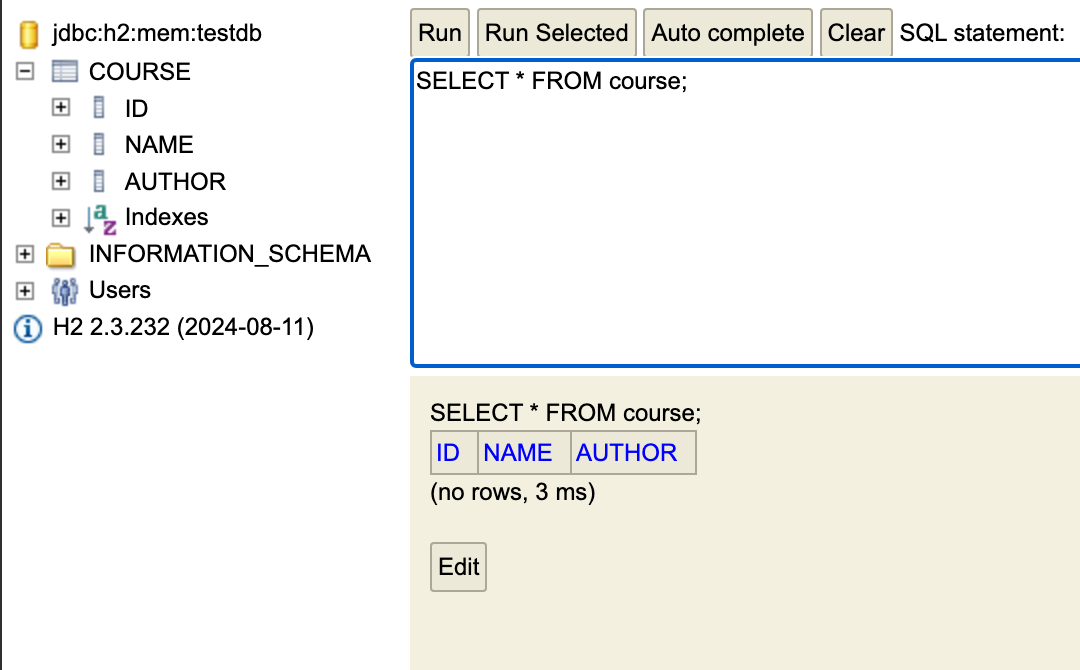 jdbc:h2:mem:testdb
COURSE
ID
NAME
AUTHOR
Indexes
INFORMATION_SCHEMA
Users
H2 2.3.232 (2024-08-11)
Run Run Selected Auto complete Clear SQL statement:
SELECT * FROM course;
SELECT * FROM course;
ID NAME AUTHOR
(no rows, 3 ms)
Edit